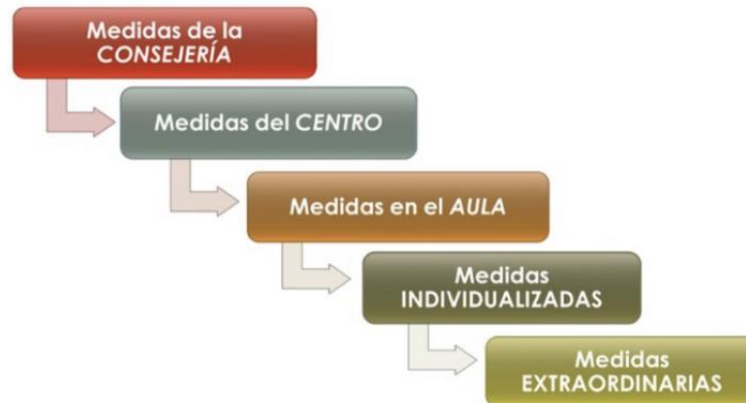 Medidas de la
CONSEJERÍA
Medidas del CENTRO
Medidas en el AULA
Medidas
INDIVIDUALIZADAS
Medidas
EXTRAORDINARIAS